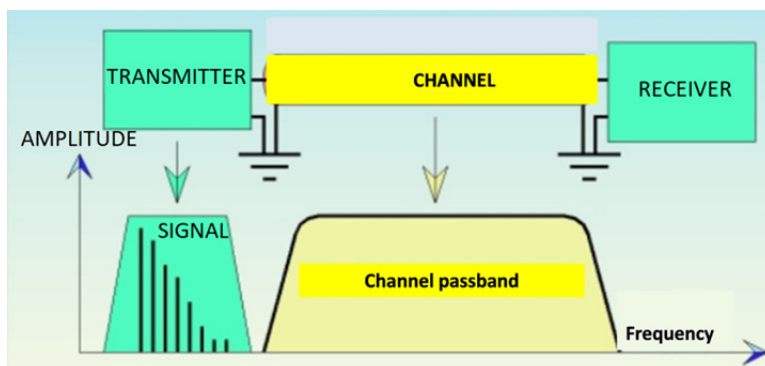 TRANSMITTER
CHANNEL
RECEIVER
AMPLITUDE
SIGNAL
Channel passband
Frequency